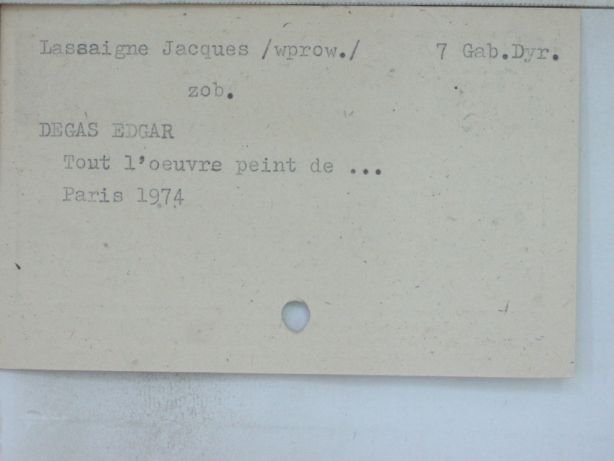 Lassaigne Jacques /wprow./ 7 Gab.Dyr.
zob.
DEGAS EDGAR
Tout l'oeuvre peint de ...
Paris 1974